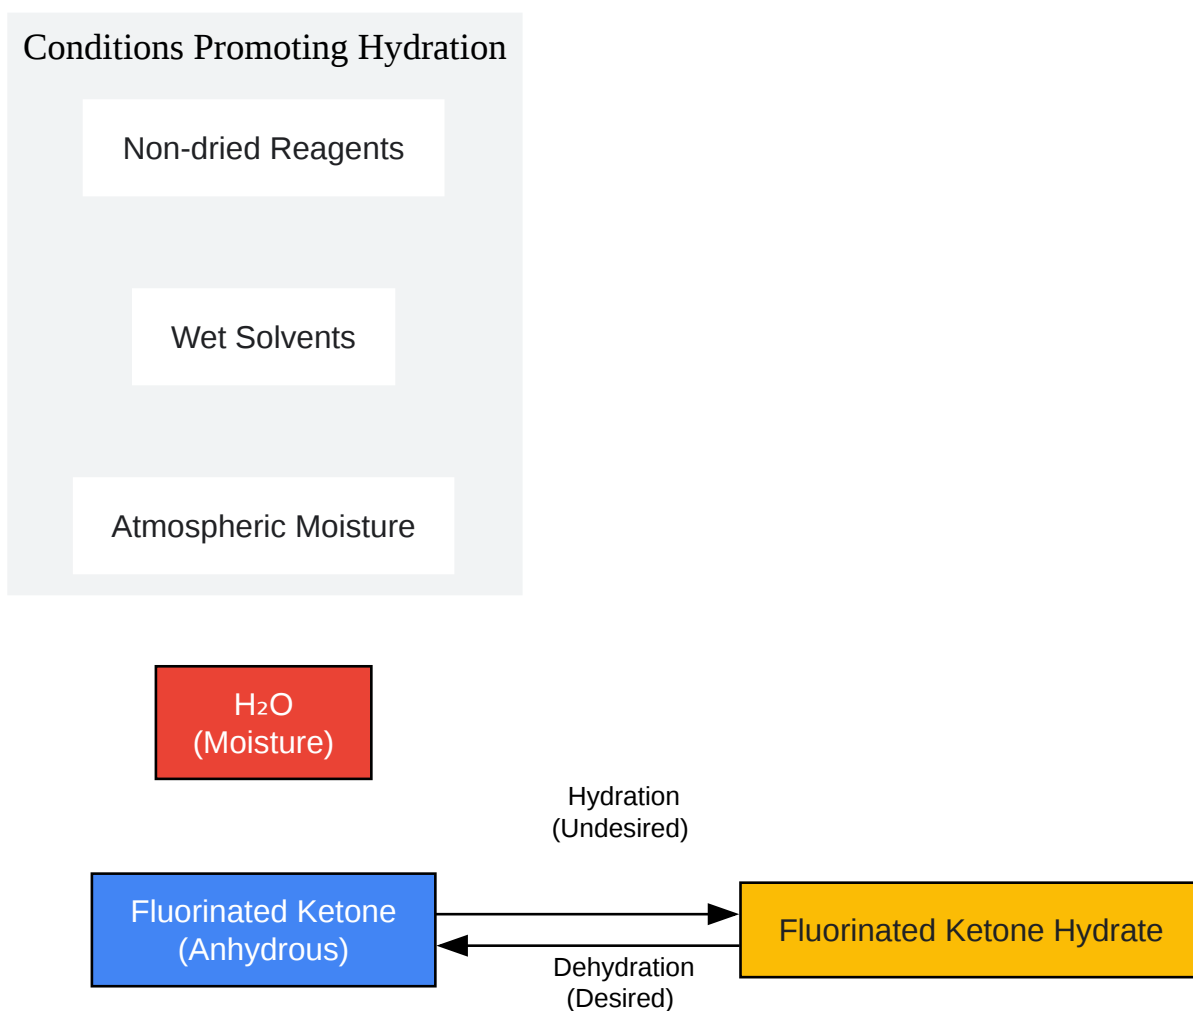 Conditions Promoting Hydration
Non-dried Reagents
Wet Solvents
Atmospheric Moisture
H₂O
(Moisture)
Hydration
(Undesired)
Fluorinated Ketone
(Anhydrous)
Fluorinated Ketone Hydrate
Dehydration
(Desired)